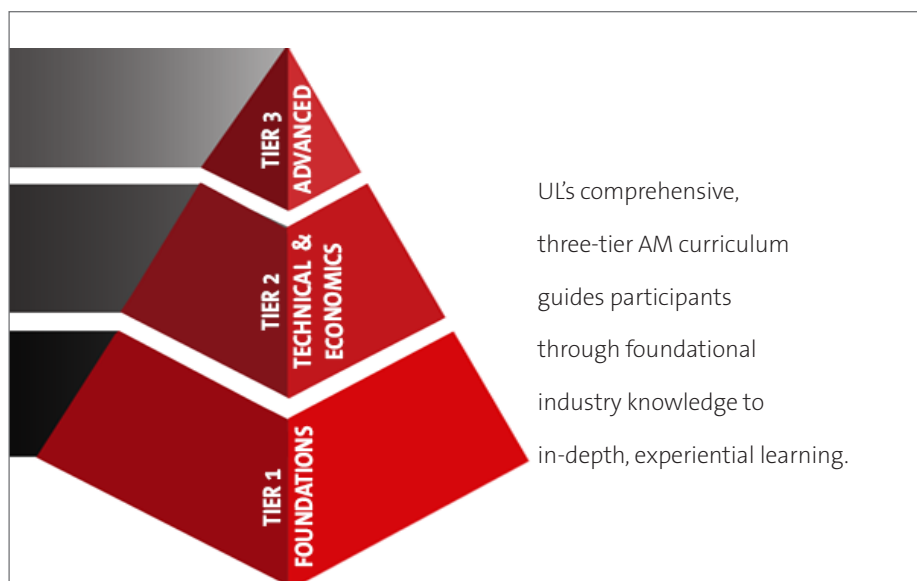 TIER 3
ADVANCED
TIER 2
TECHNICAL &
ECONOMICS
TIER 1
FOUNDATIONS
UL's comprehensive,
three-tier AM curriculum
guides participants
through foundational
industry knowledge to
in-depth, experiential learning.